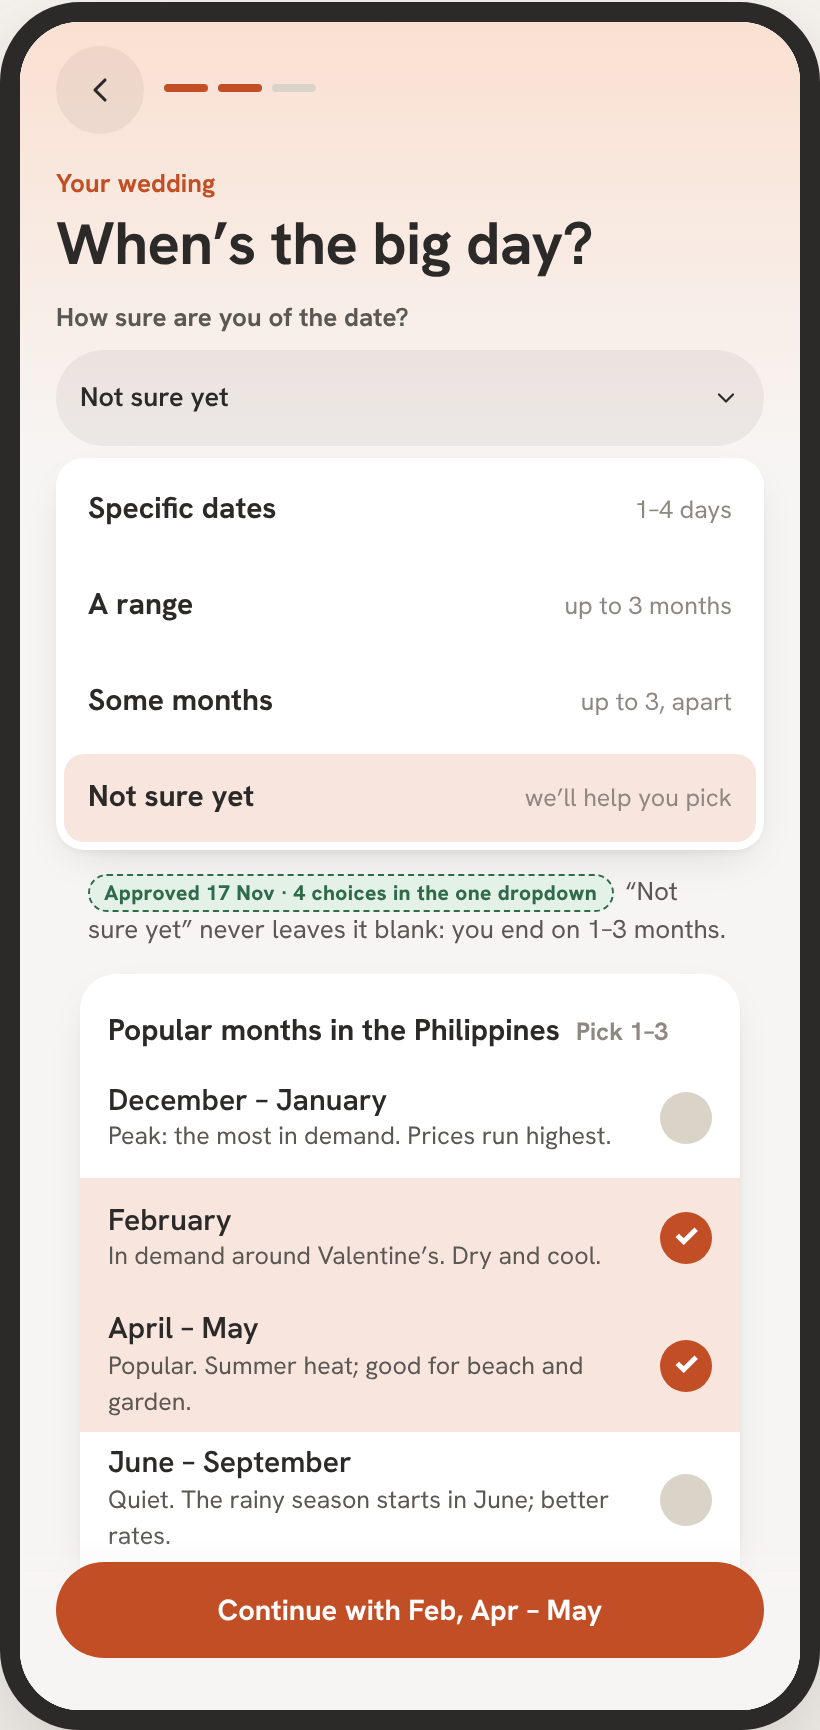 Your wedding
When’s the big day?
How sure are you of the date?
Not sure yet
Specific dates 1–4 days
A range up to 3 months
Some months up to 3, apart
Not sure yet we’ll help you pick
Approved 17 Nov · 4 choices in the one dropdown “Not
sure yet” never leaves it blank: you end on 1–3 months.
Popular months in the Philippines Pick 1–3
December – January
Peak: the most in demand. Prices run highest.
February
In demand around Valentine’s. Dry and cool.
April – May
Popular. Summer heat; good for beach and
garden.
June – September
Quiet. The rainy season starts in June; better
rates.
Continue with Feb, Apr – May